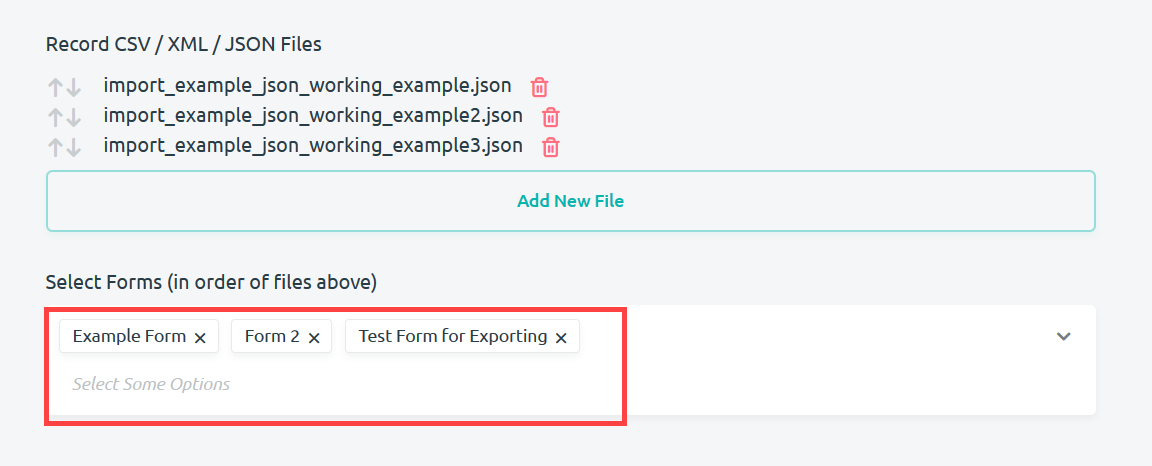 Record CSV / XML / JSON Files
import_example_json_working_example.json
import_example_json_working_example2.json
import_example_json_working_example3.json
Add New File
Select Forms (in order of files above)
Example Form × Form 2 × Test Form for Exporting ×
Select Some Options